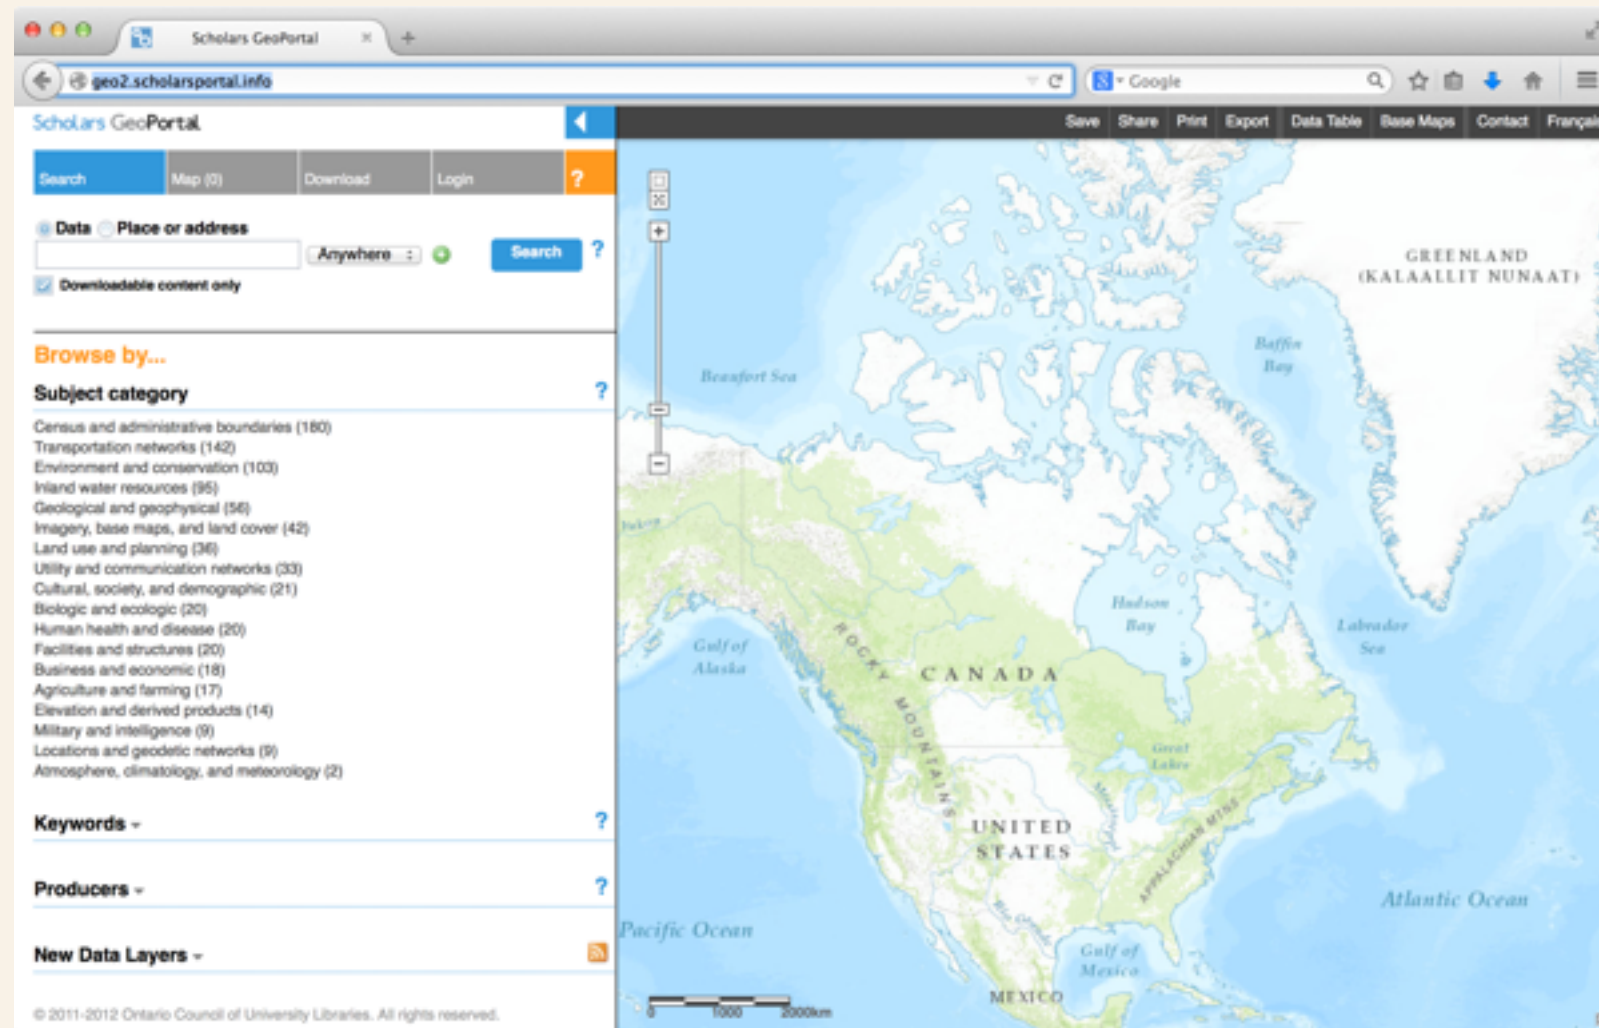 Scholars GeoPortal
geo2.scholarsportal.info
Google
Scholars GeoPortal
Save Share Print Export Data Table Base Maps Contact Françai
Search Map (0) Download Login ?
Data Place or address
Anywhere Search ?
Downloadable content only
Browse by...
Subject category ?
Census and administrative boundaries (180)
Transportation networks (142)
Environment and conservation (103)
Inland water resources (95)
Geological and geophysical (56)
Imagery, base maps, and land cover (42)
Land use and planning (36)
Utility and communication networks (33)
Cultural, society, and demographic (21)
Biologic and ecologic (20)
Human health and disease (20)
Facilities and structures (20)
Business and economic (18)
Agriculture and farming (17)
Elevation and derived products (14)
Military and intelligence (9)
Locations and geodetic networks (9)
Atmosphere, climatology, and meteorology (2)
Keywords ?
Producers ?
New Data Layers
© 2011-2012 Ontario Council of University Libraries. All rights reserved.
GREENLAND
(KALAALLIT NUNAAT)
Baffin
Bay
Beaufort Sea
Yukon
Hudson
Bay
Labrador
Sea
Gulf of
Alaska
ROCKY MOUNTAINS
CANADA
Great
Lakes
UNITED
STATES
APPALACHIAN MTNS
Rio Grande
Atlantic Ocean
Pacific Ocean
Gulf of
Mexico
MEXICO
0 1000 2000km